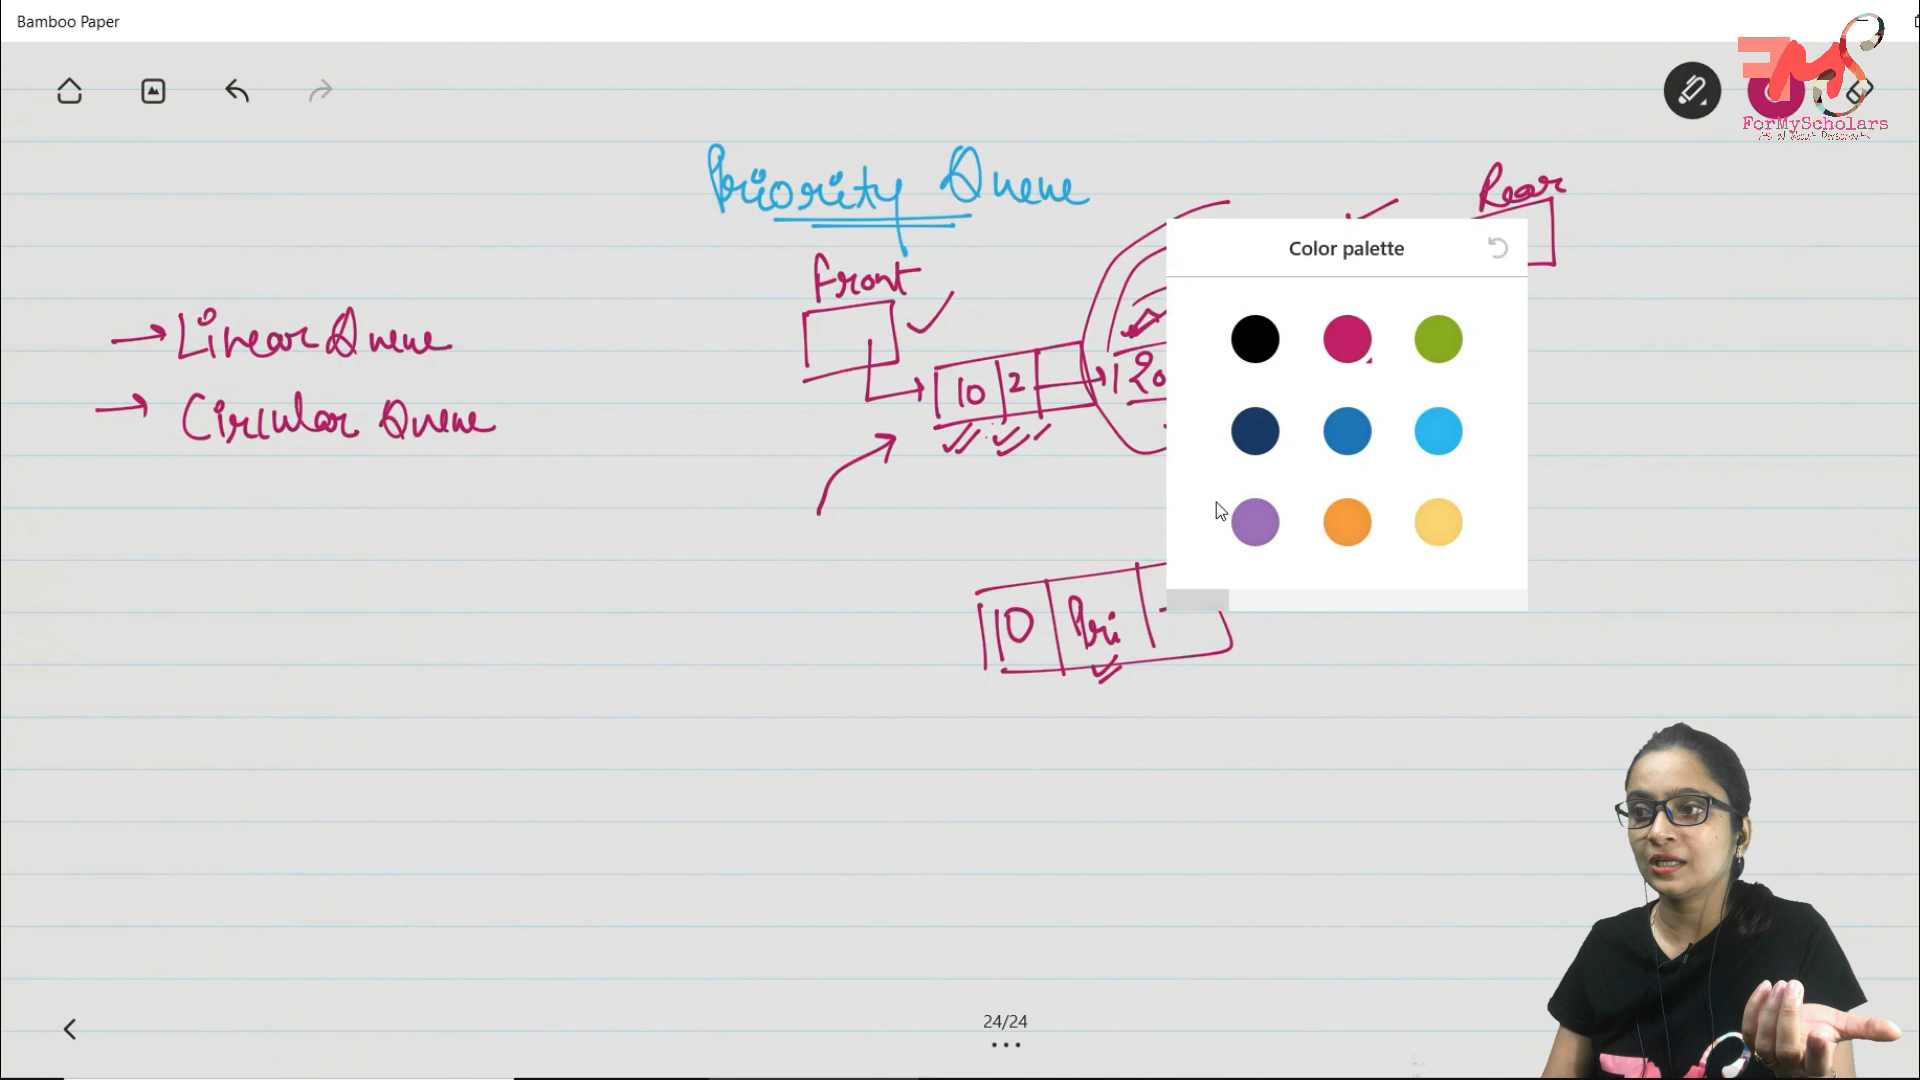 Bamboo Paper
ForMyScholars
Priority Queue
Rear
Color palette
Front
→ Linear Queue
→ Circular Queue
10 2
20
10 Pri
24/24